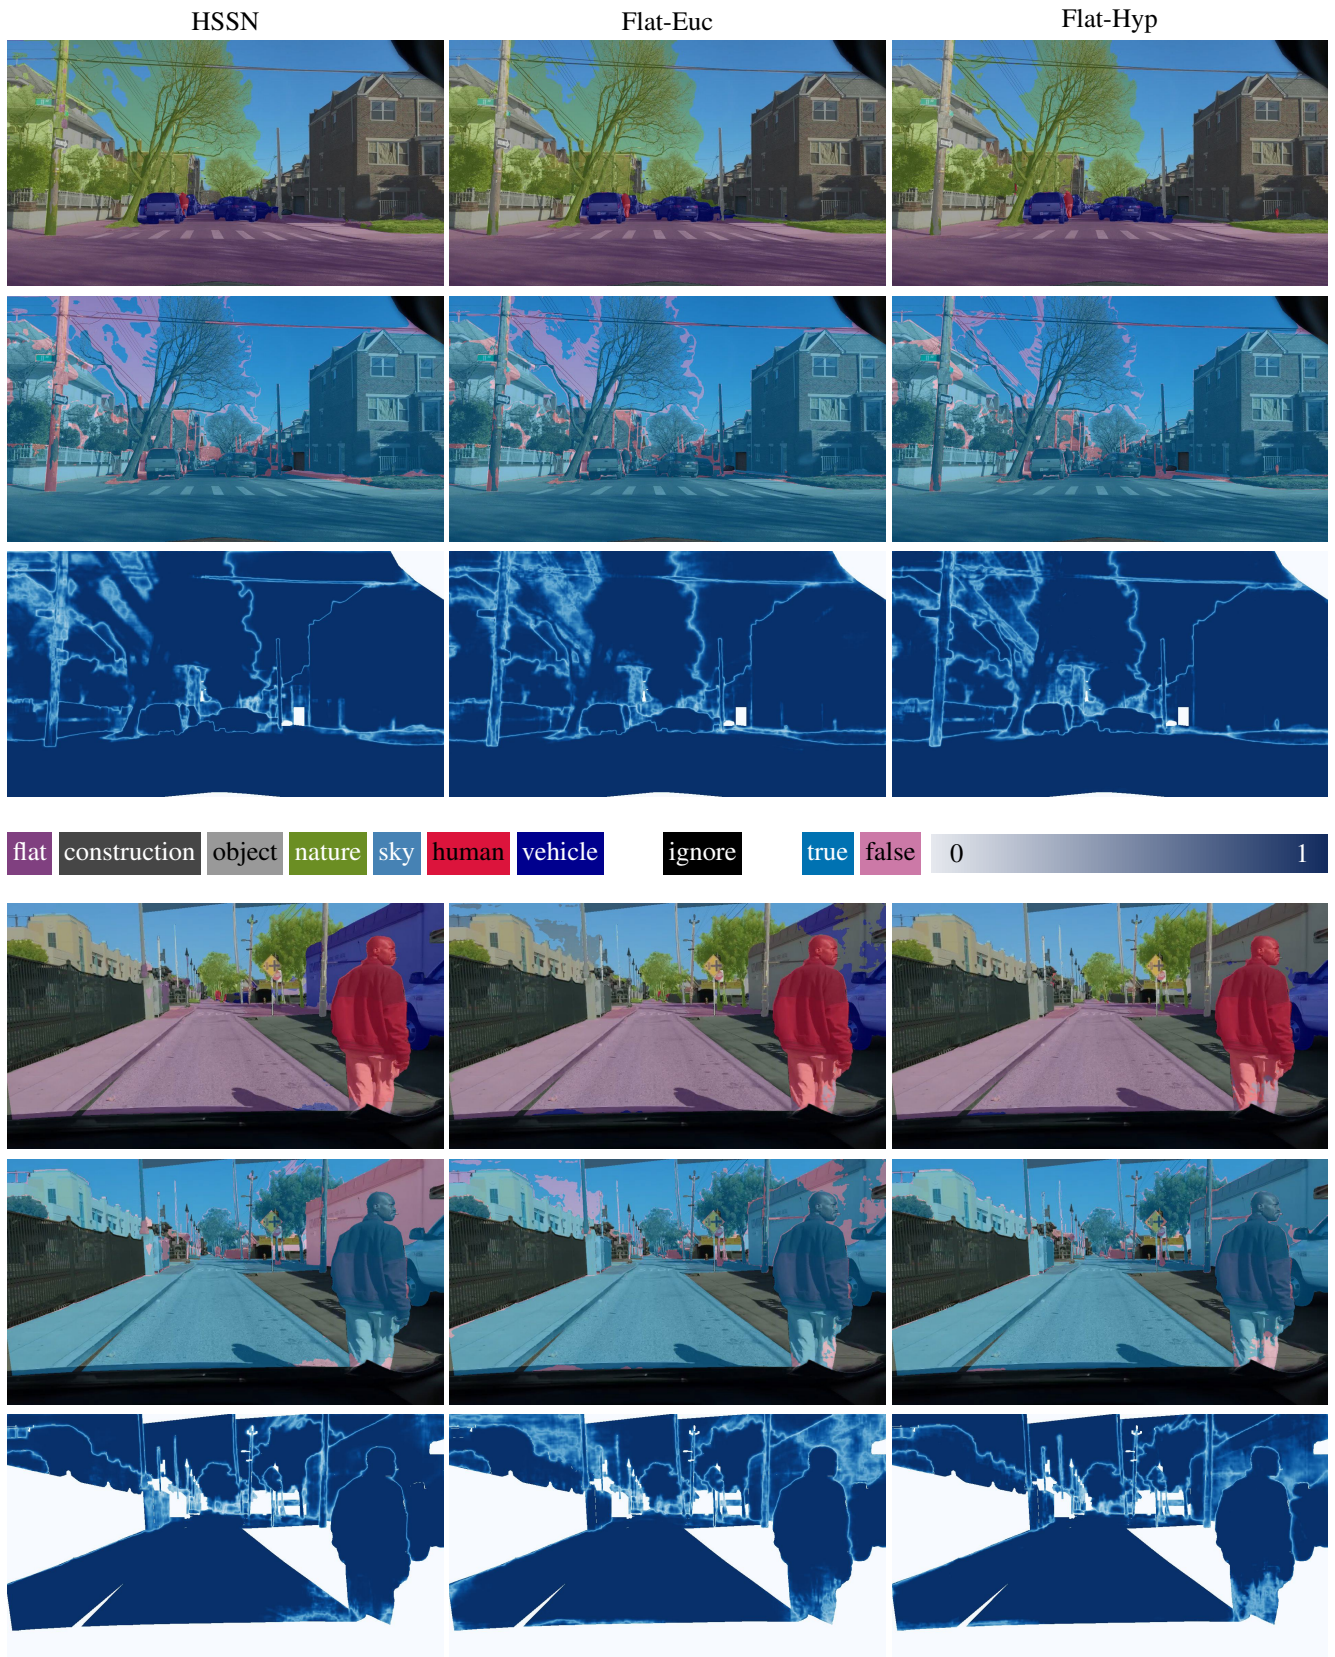 HSSN Flat-Euc Flat-Hyp
flat construction object nature sky human vehicle ignore true false 0 1